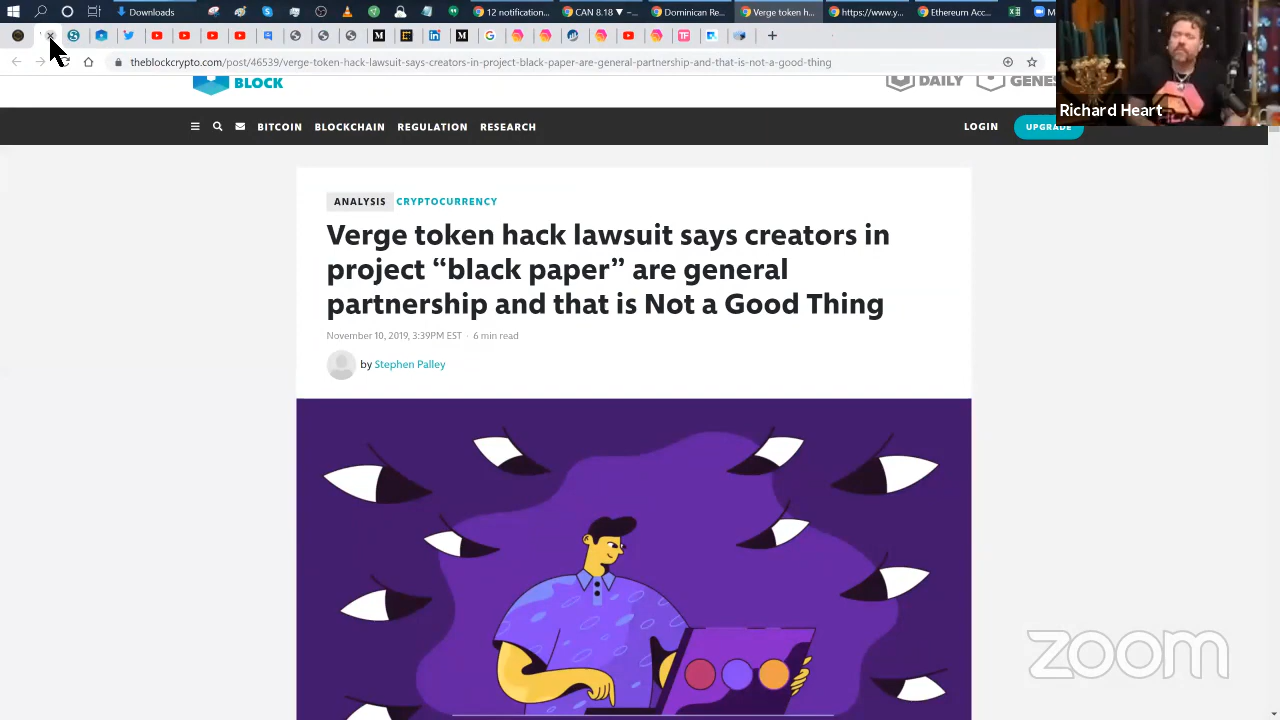 Downloads
12 notification...
CAN 8.18 ▼ -...
Dominican Re...
Verge token h...
https://www.y...
Ethereum Acc...
theblockcrypto.com/post/46539/verge-token-hack-lawsuit-says-creators-in-project-black-paper-are-general-partnership-and-that-is-not-a-good-thing
BLOCK
DAILY
GENES
Richard Heart
BITCOIN
BLOCKCHAIN
REGULATION
RESEARCH
LOGIN
UPGRADE
ANALYSIS CRYPTOCURRENCY
Verge token hack lawsuit says creators in
project “black paper” are general
partnership and that is Not a Good Thing
November 10, 2019, 3:39PM EST · 6 min read
by Stephen Palley
zoom